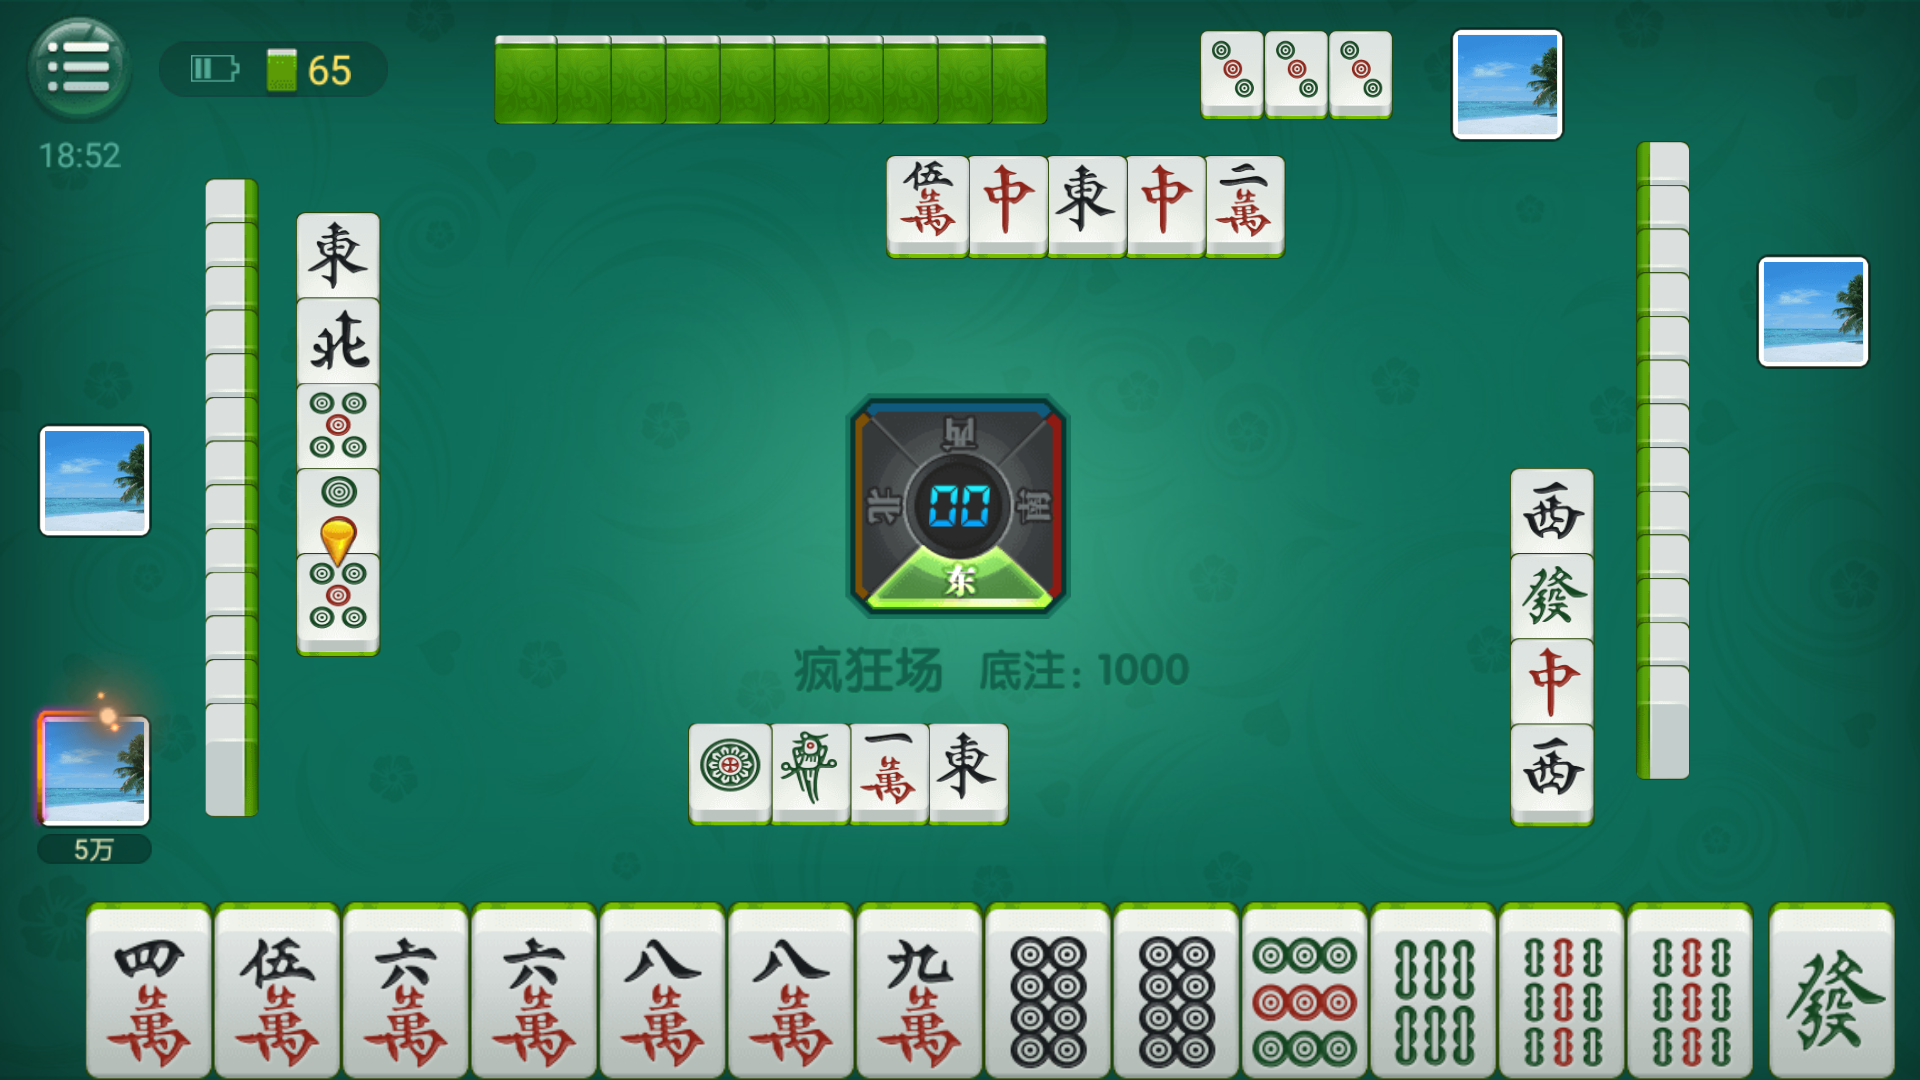 65
18:52
伍萬 中 東 中 二萬
東
北
西
00
北
南
东
西
發
中
西
疯狂场 底注: 1000
一萬 東
5万
四萬 伍萬 六萬 六萬 八萬 八萬 九萬 發